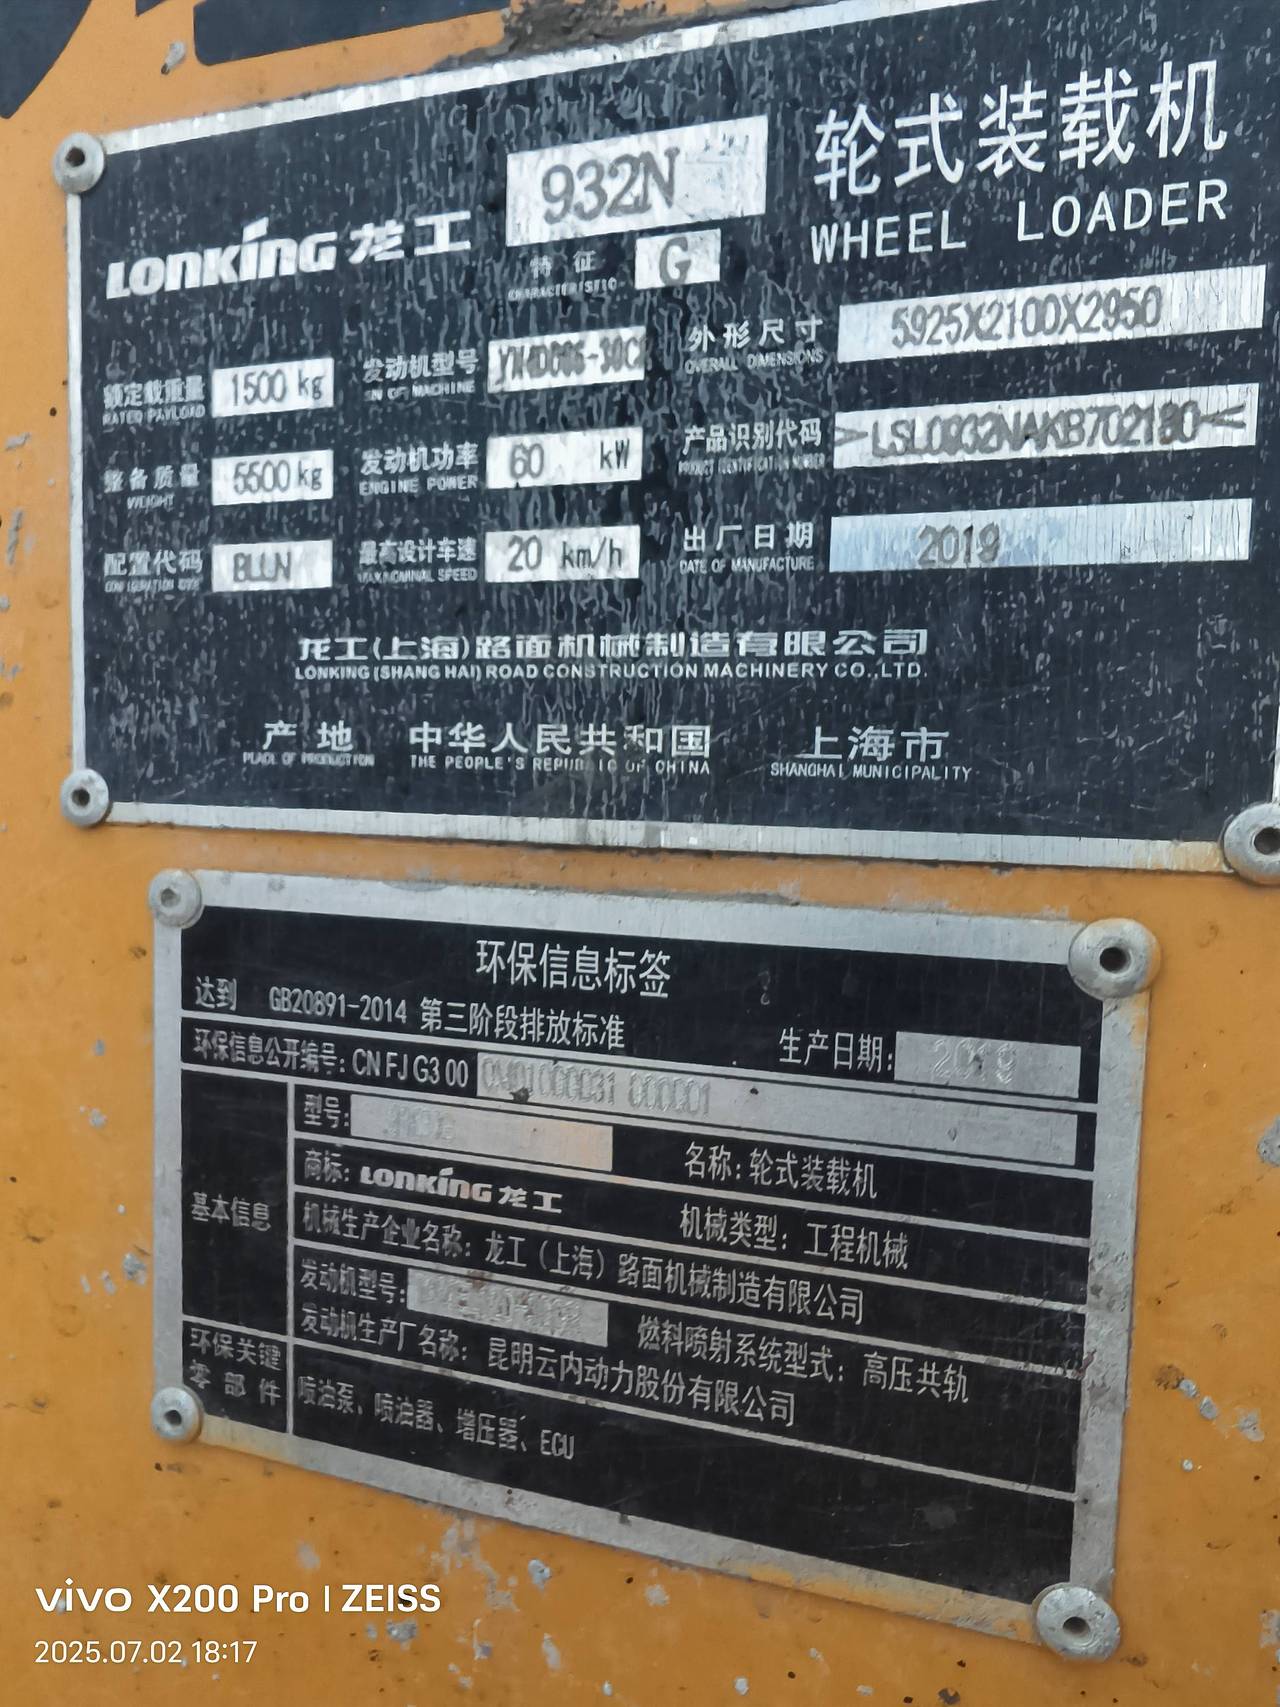 932N
轮式装载机
LONKING 龙工
WHEEL LOADER
特征 G
CHARACTERISTIC
额定载重量 1500 kg
RATED PAYLOAD
发动机型号
SN OF MACHINE
外形尺寸 5925X2100X2950
OVERALL DIMENSIONS
整备质量 5500 kg
WEIGHT
发动机功率 60 kW
ENGINE POWER
产品识别代码
PRODUCT IDENTIFICATION NUMBER
配置代码 BLLN
最高设计车速 20 km/h
SPEED
出厂日期 2019
DATE OF MANUFACTURE
龙工(上海)路面机械制造有限公司
LONKING (SHANG HAI) ROAD CONSTRUCTION MACHINERY CO.,LTD.
产地 中华人民共和国 上海市
PLACE OF PRODUCTION THE PEOPLE'S REPUBLIC OF CHINA SHANGHAI MUNICIPALITY
环保信息标签
达到 GB20891-2014 第三阶段排放标准
生产日期: 2019
环保信息公开编号: CN FJ G3 00
基本信息
型号:
名称: 轮式装载机
商标: LONKING 龙工
机械类型: 工程机械
机械生产企业名称: 龙工(上海)路面机械制造有限公司
发动机型号:
燃料喷射系统型式: 高压共轨
发动机生产厂名称: 昆明云内动力股份有限公司
环保关键
零部件
喷油泵、喷油器、增压器、ECU
vivo X200 Pro | ZEISS
2025.07.02 18:17